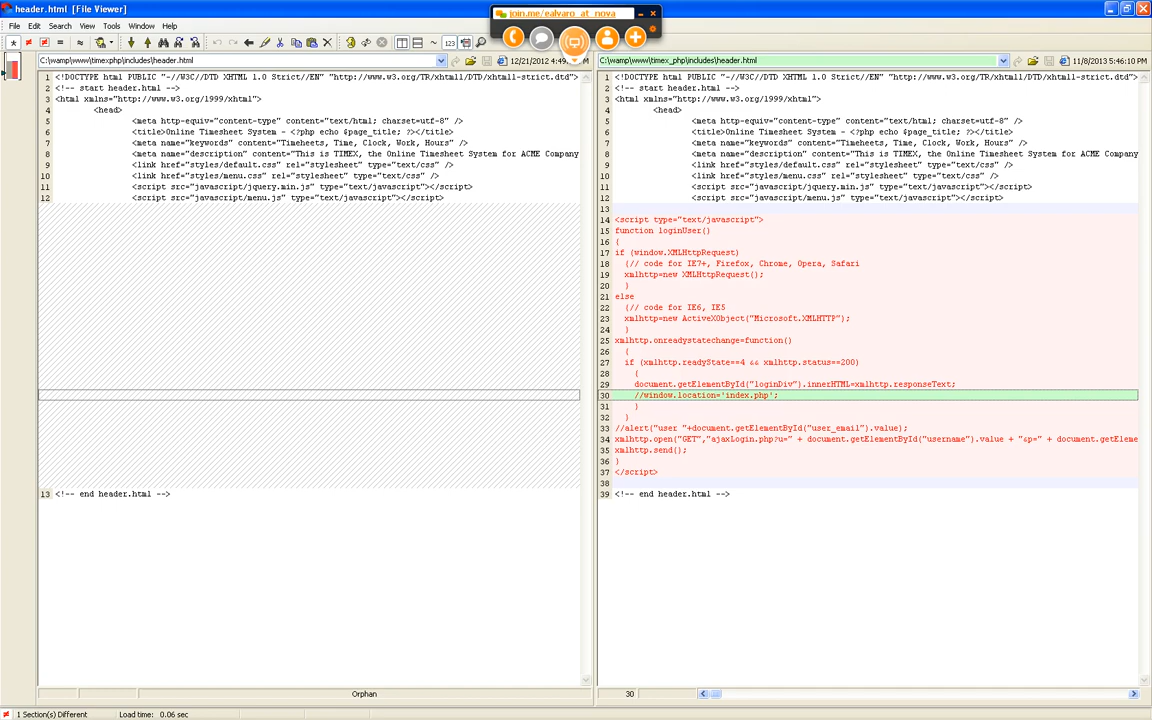 header.html [File Viewer]
join.me/ealvaro_at_nova
File Edit Search View Tools Window Help
C:\wamp\www\timexphp\includes\header.html
12/21/2012 4:49:
1 <!DOCTYPE html PUBLIC "-//W3C//DTD XHTML 1.0 Strict//EN" "http://www.w3.org/TR/xhtml1/DTD/xhtml1-strict.dtd">
2 <!-- start header.html -->
3 <html xmlns="http://www.w3.org/1999/xhtml">
4 <head>
5 <meta http-equiv="content-type" content="text/html; charset=utf-8" />
6 <title>Online Timesheet System - <?php echo $page_title; ?></title>
7 <meta name="keywords" content="Timeheets, Time, Clock, Work, Hours" />
8 <meta name="description" content="This is TIMEX, the Online Timesheet System for ACME Company
9 <link href="styles/default.css" rel="stylesheet" type="text/css" />
10 <link href="styles/menu.css" rel="stylesheet" type="text/css" />
11 <script src="javascript/jquery.min.js" type="text/javascript"></script>
12 <script src="javascript/menu.js" type="text/javascript"></script>
13 <!-- end header.html -->
Orphan
C:\wamp\www\timex_php\includes\header.html
11/8/2013 5:46:10 PM
1 <!DOCTYPE html PUBLIC "-//W3C//DTD XHTML 1.0 Strict//EN" "http://www.w3.org/TR/xhtml1/DTD/xhtml1-strict.dtd">
2 <!-- start header.html -->
3 <html xmlns="http://www.w3.org/1999/xhtml">
4 <head>
5 <meta http-equiv="content-type" content="text/html; charset=utf-8" />
6 <title>Online Timesheet System - <?php echo $page_title; ?></title>
7 <meta name="keywords" content="Timeheets, Time, Clock, Work, Hours" />
8 <meta name="description" content="This is TIMEX, the Online Timesheet System for ACME Company
9 <link href="styles/default.css" rel="stylesheet" type="text/css" />
10 <link href="styles/menu.css" rel="stylesheet" type="text/css" />
11 <script src="javascript/jquery.min.js" type="text/javascript"></script>
12 <script src="javascript/menu.js" type="text/javascript"></script>
13
14 <script type="text/javascript">
15 function loginUser()
16 {
17 if (window.XMLHttpRequest)
18 {// code for IE7+, Firefox, Chrome, Opera, Safari
19 xmlhttp=new XMLHttpRequest();
20 }
21 else
22 {// code for IE6, IE5
23 xmlhttp=new ActiveXObject("Microsoft.XMLHTTP");
24 }
25 xmlhttp.onreadystatechange=function()
26 {
27 if (xmlhttp.readyState==4 && xmlhttp.status==200)
28 {
29 document.getElementById("loginDiv").innerHTML=xmlhttp.responseText;
30 //window.location='index.php';
31 }
32 }
33 //alert("user "+document.getElementById("user_email").value);
34 xmlhttp.open("GET","ajaxLogin.php?u=" + document.getElementById("username").value + "&p=" + document.getEleme
35 xmlhttp.send();
36 }
37 </script>
38
39 <!-- end header.html -->
30
1 Section(s) Different Load time: 0.06 sec